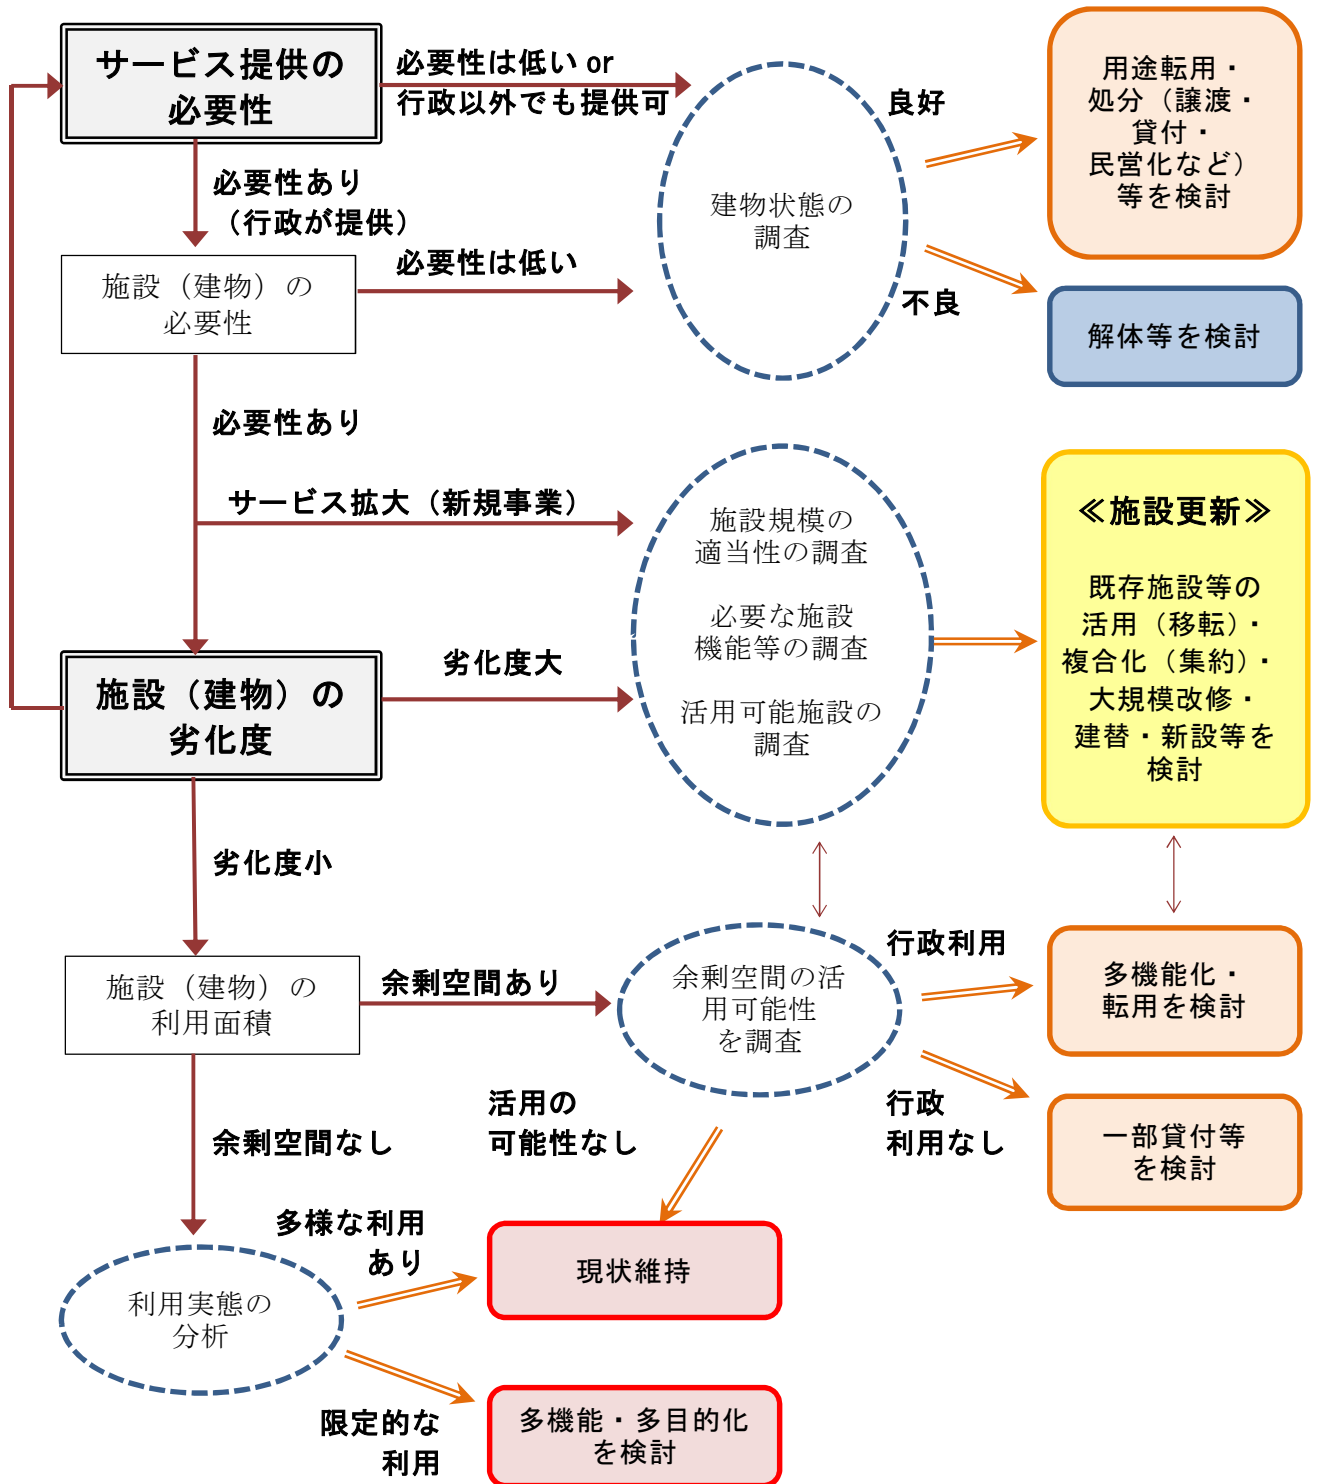 サービス提供の
必要性
必要性は低い or
行政以外でも提供可
良好
用途転用・
処分（譲渡・
貸付・
民営化など）
等を検討
必要性あり
（行政が提供）
建物状態の
調査
施設（建物）の
必要性
必要性は低い
不良
解体等を検討
必要性あり
サービス拡大（新規事業）
施設規模の
適当性の調査
必要な施設
機能等の調査
活用可能施設の
調査
≪施設更新≫
既存施設等の
活用（移転）・
複合化（集約）・
大規模改修・
建替・新設等を
検討
施設（建物）の
劣化度
劣化度大
劣化度小
施設（建物）の
利用面積
余剰空間あり
余剰空間の活
用可能性
を調査
行政利用
多機能化・
転用を検討
余剰空間なし
活用の
可能性なし
行政
利用なし
一部貸付等
を検討
多様な利用
あり
現状維持
利用実態の
分析
限定的な
利用
多機能・多目的化
を検討